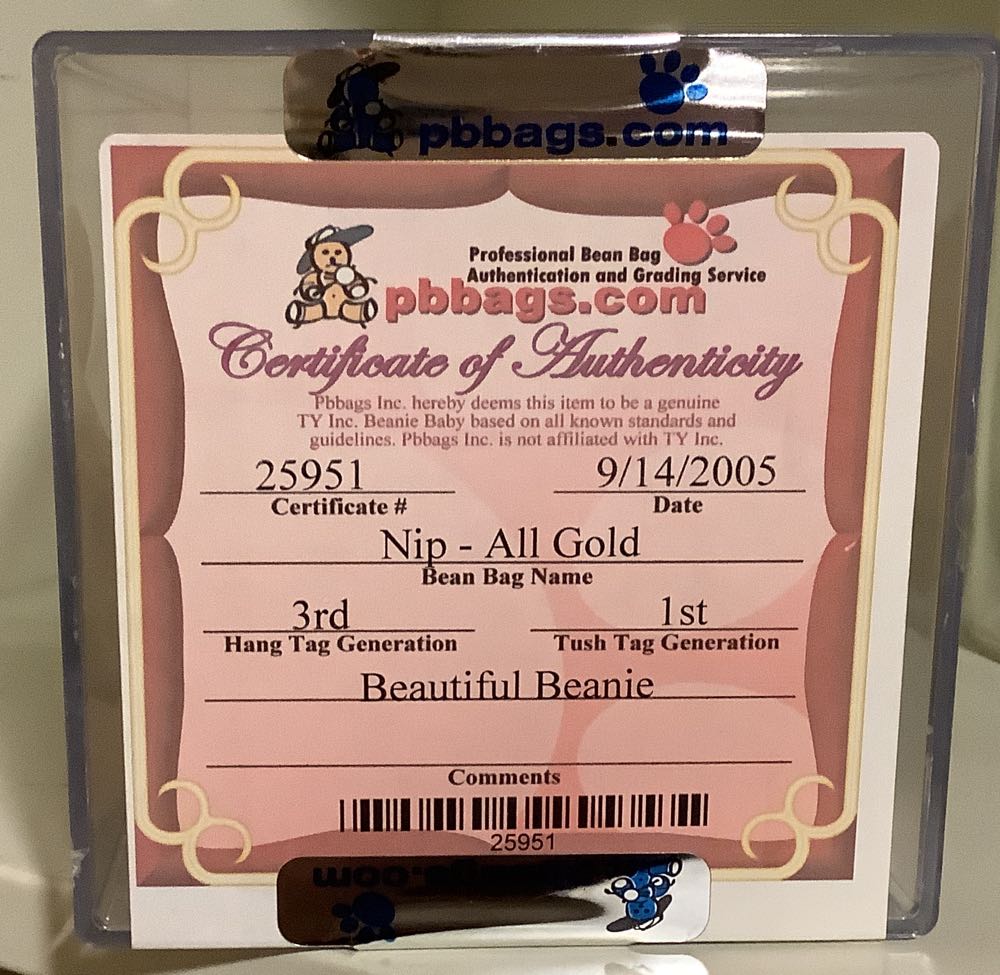 pbbags.com
Professional Bean Bag
Authentication and Grading Service
pbbags.com
Certificate of Authenticity
Pbbags Inc. hereby deems this item to be a genuine
TY Inc. Beanie Baby based on all known standards and
guidelines. Pbbags Inc. is not affiliated with TY Inc.
25951 9/14/2005
Certificate # Date
Nip - All Gold
Bean Bag Name
3rd 1st
Hang Tag Generation Tush Tag Generation
Beautiful Beanie
Comments
25951